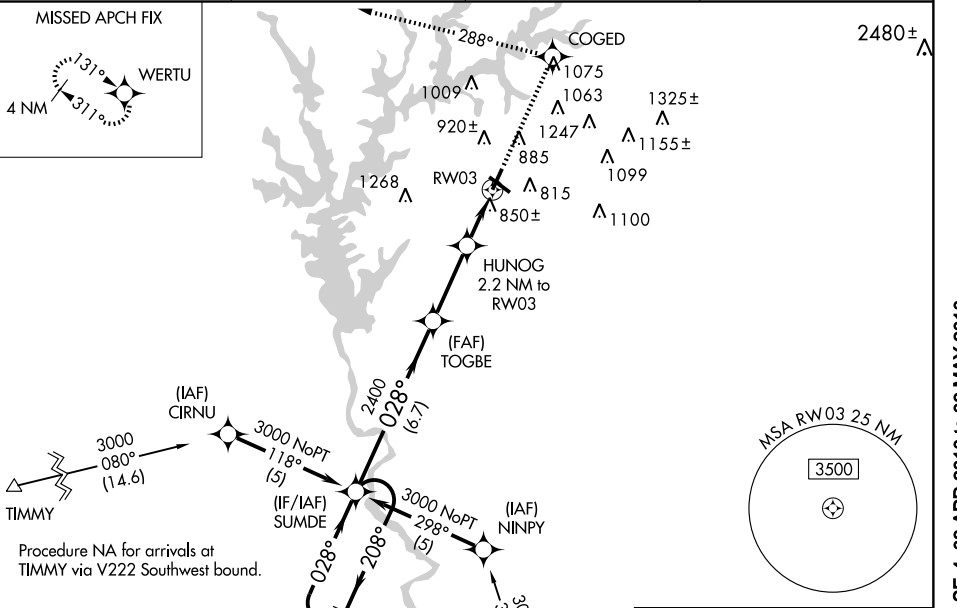 MISSED APCH FIX
131°
WERTU
4 NM
311°
288°
COGED
2480±
1075
1009
1063
1325±
920±
1247
1155±
885
1099
RW03
1268
815
850±
1100
HUNOG
2.2 NM to
RW03
(FAF)
TOGBE
2400
028°
(6.7)
(IAF)
CIRNU
3000
080°
(14.6)
TIMMY
3000 NoPT
118°
(5)
(IF/IAF)
SUMDE
3000 NoPT
298°
(5)
(IAF)
NINPY
028°
208°
MSA RW 03 25 NM
3500
Procedure NA for arrivals at
TIMMY via V222 Southwest bound.